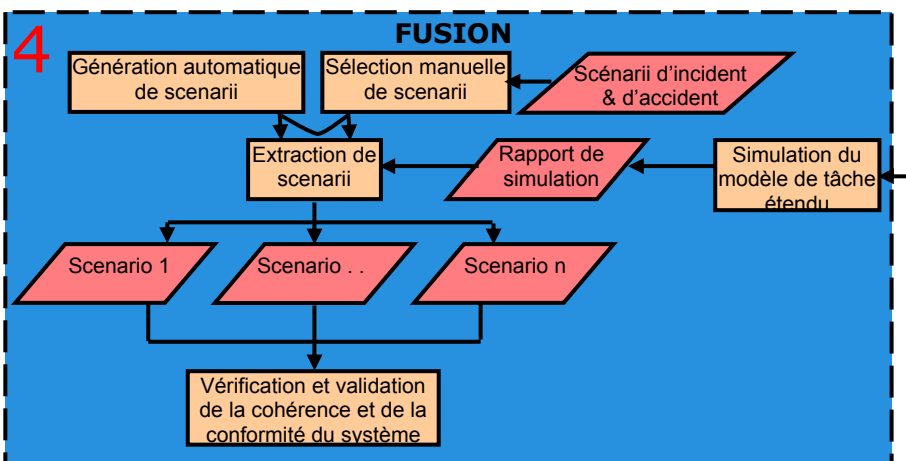 4
FUSION
Génération automatique
de scenarii
Sélection manuelle
de scenarii
Scénarii d'incident
& d'accident
Extraction de
scenarii
Rapport de
simulation
Simulation du
modèle de tâche
étendu
Scenario 1
Scenario . .
Scenario n
Vérification et validation
de la cohérence et de la
conformité du système